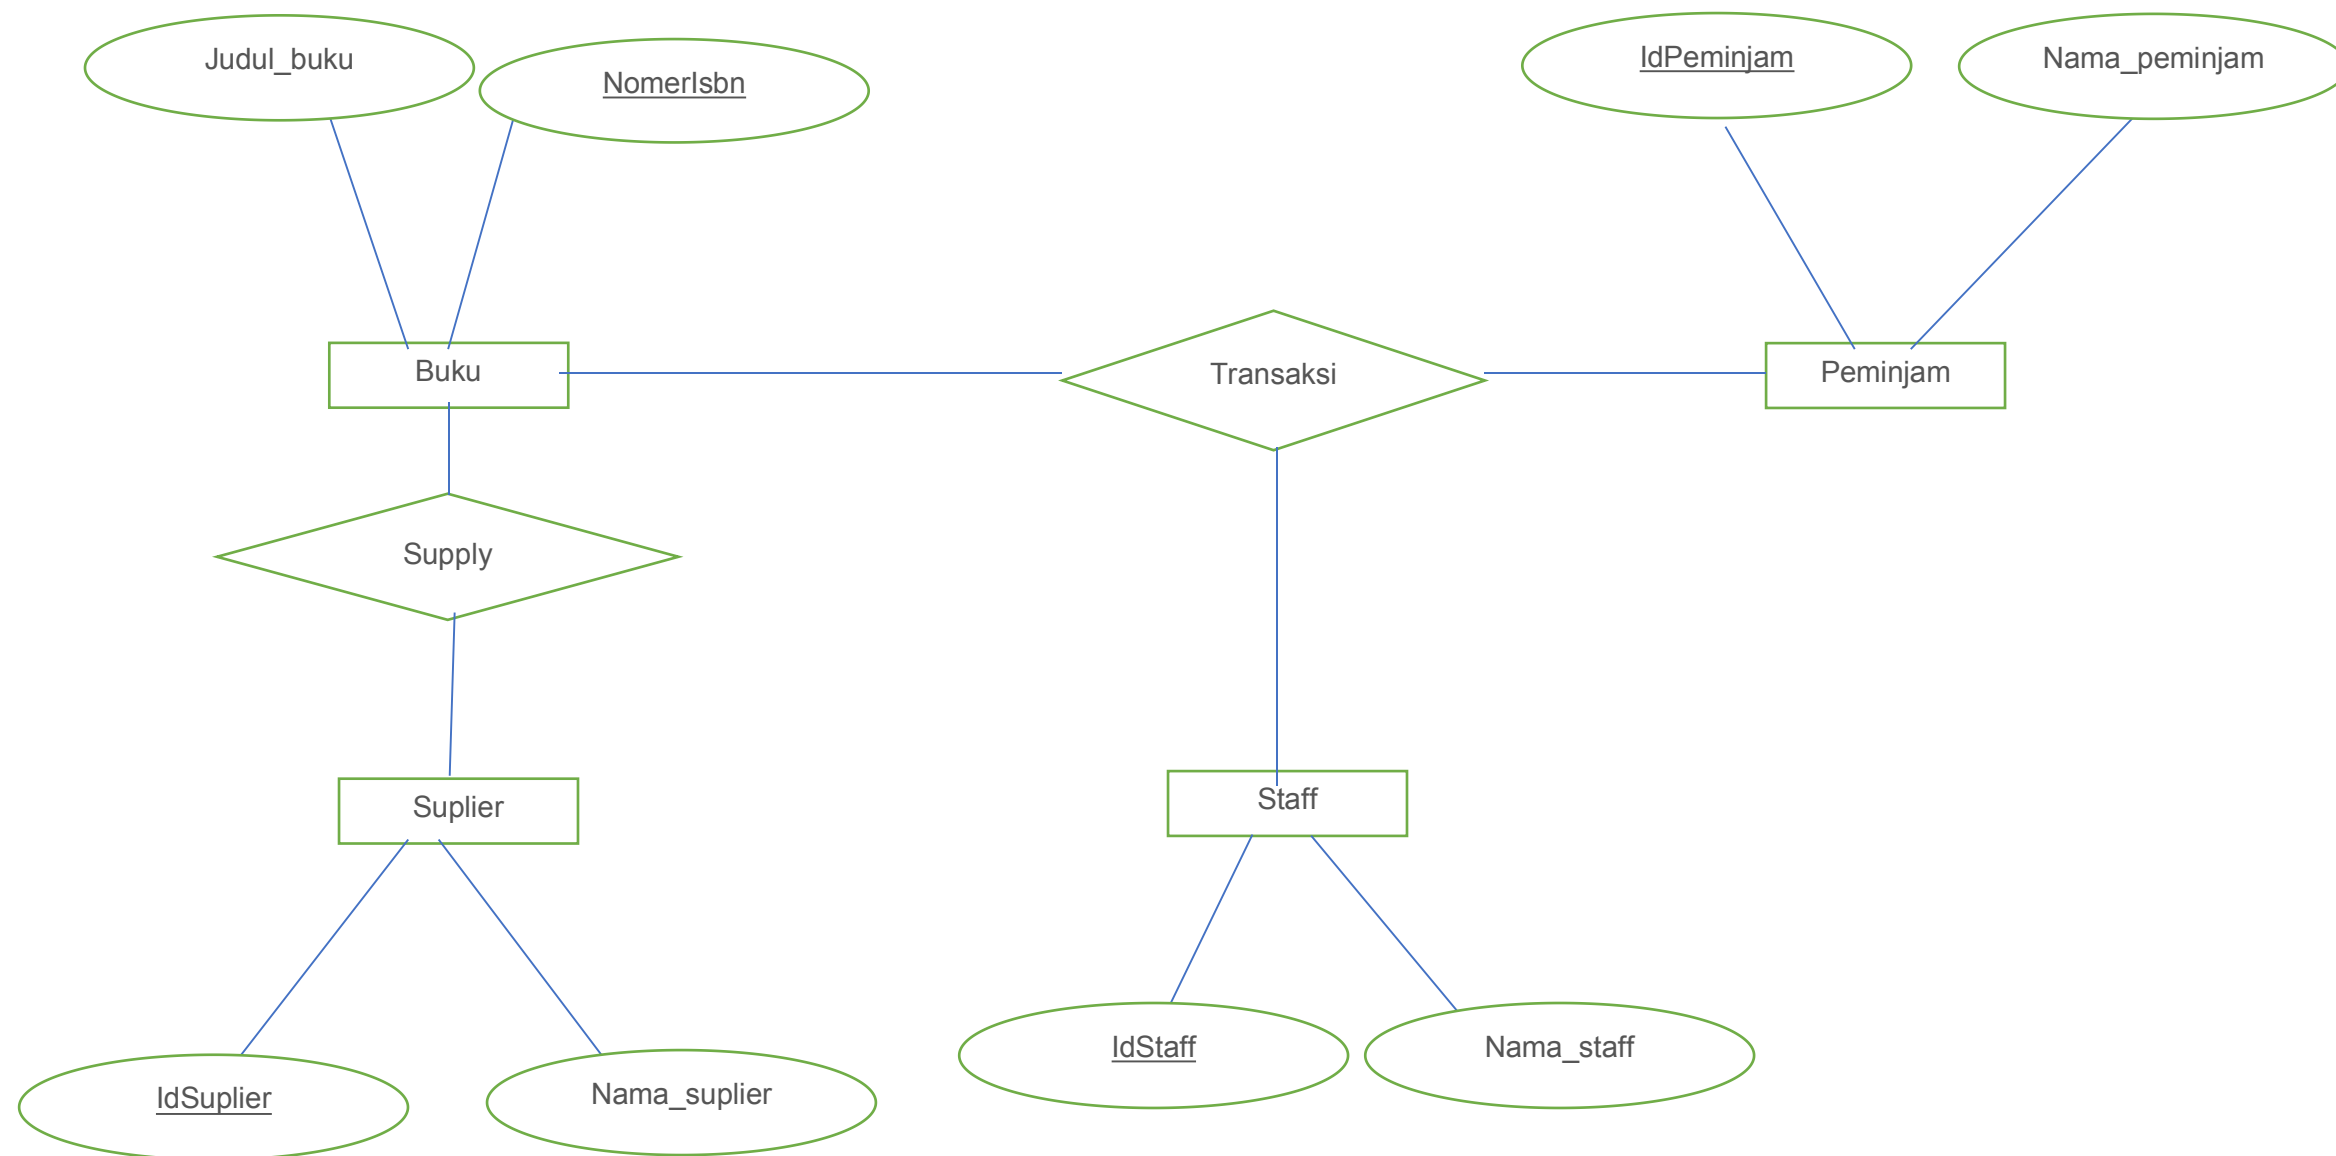 Judul_buku
NomerIsbn
IdPeminjam
Nama_peminjam
Buku
Transaksi
Peminjam
Supply
Suplier
Staff
IdSuplier
Nama_suplier
IdStaff
Nama_staff